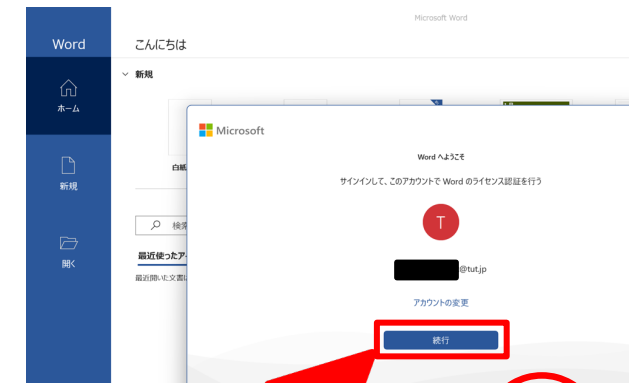 Microsoft Word
Word
こんにちは
新規
ホーム
Microsoft
Word へようこそ
白紙
サインインして、このアカウントで Word のライセンス認証を行う
新規
T
検索
最近使ったア
@tut.jp
開く
最近開いた文書
アカウントの変更
続行